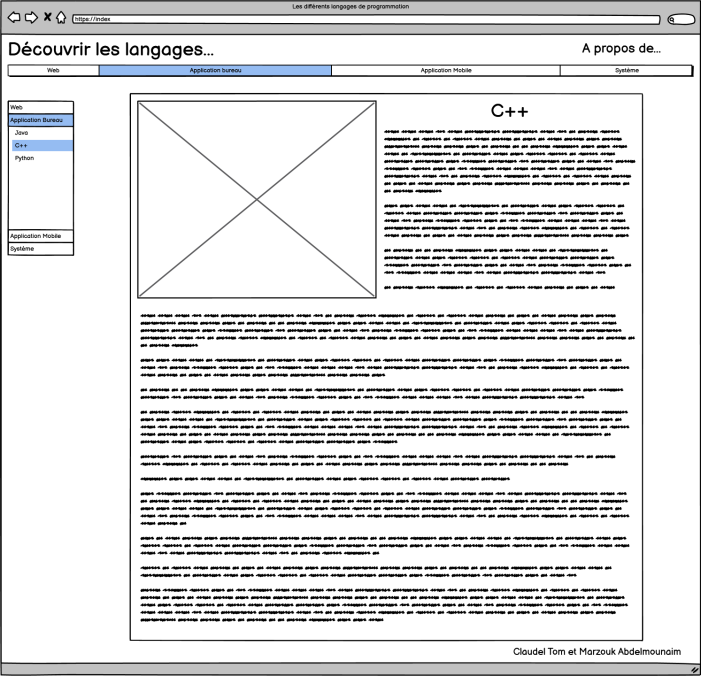 Les différents langages de programmation
https://index
Découvrir les langages...
A propos de...
Web
Application bureau
Application Mobile
Système
Web
Application Bureau
Java
C++
Python
Application Mobile
Système
C++
Claudel Tom et Marzouk Abdelmounaim